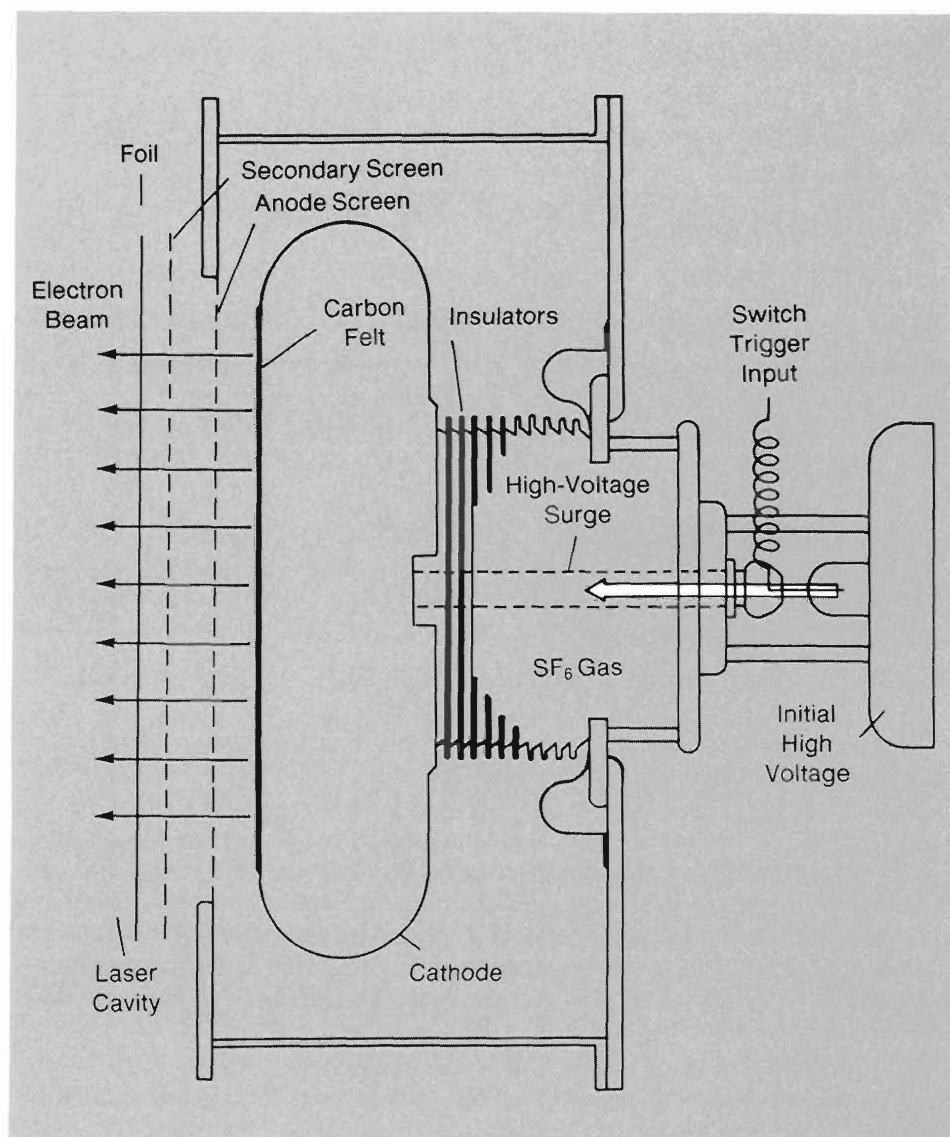 Foil
Secondary Screen
Anode Screen
Electron
Beam
Carbon
Felt
Insulators
Switch
Trigger
Input
High-Voltage
Surge
SF₆ Gas
Initial
High
Voltage
Laser
Cavity
Cathode